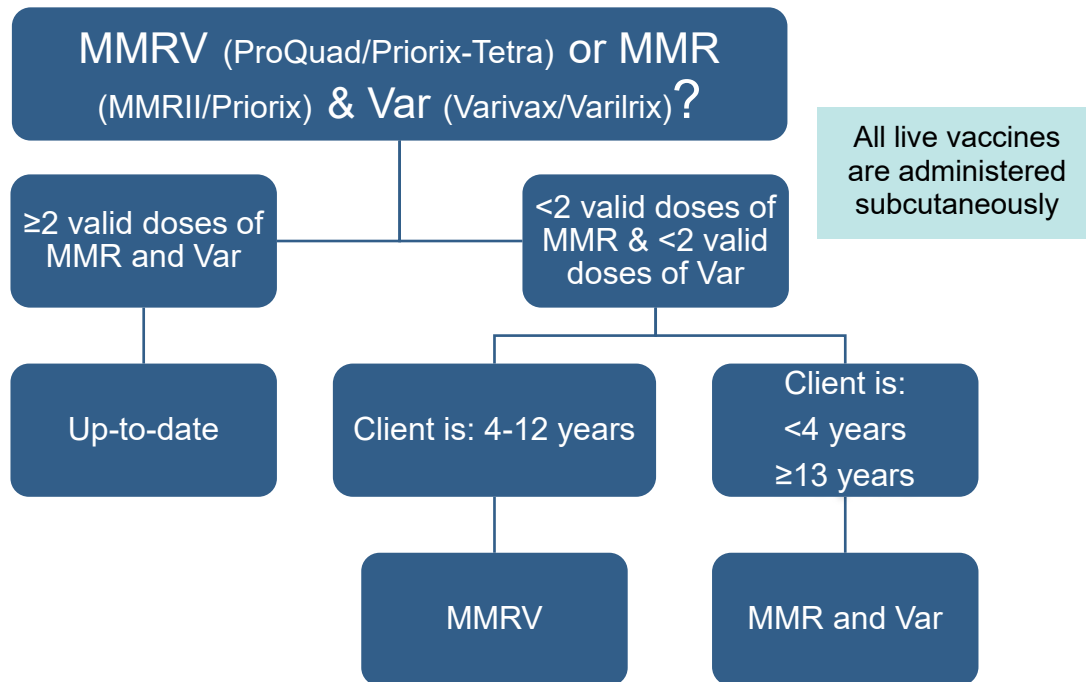 MMRV (ProQuad/Priorix-Tetra) or MMR
(MMRII/Priorix) & Var (Varivax/Varilrix)?
All live vaccines
are administered
subcutaneously
≥2 valid doses of
MMR and Var
<2 valid doses of
MMR & <2 valid
doses of Var
Up-to-date
Client is: 4-12 years
Client is:
<4 years
≥13 years
MMRV
MMR and Var